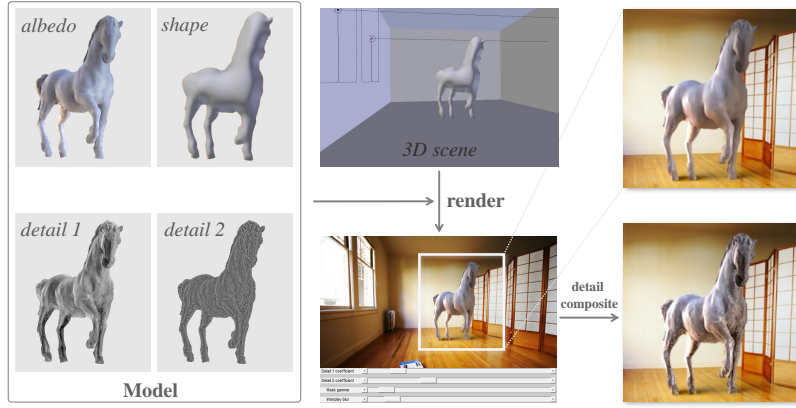 albedo
shape
detail 1
detail 2
Model
3D scene
render
detail
composite
Detail 1 coefficient
Detail 2 coefficient
Mask gamma
Interplay blur